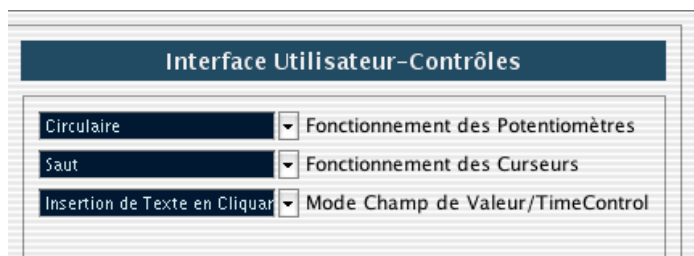 Interface Utilisateur-Contrôles
Circulaire Fonctionnement des Potentiomètres
Saut Fonctionnement des Curseurs
Insertion de Texte en Cliquar Mode Champ de Valeur/TimeControl